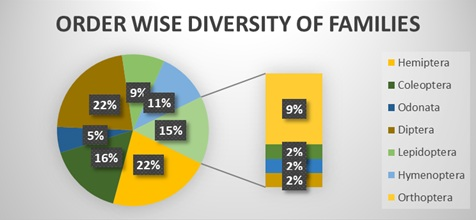 ORDER WISE DIVERSITY OF FAMILIES
9%
11%
22%
15%
5%
16%
22%
9%
2%
2%
2%
Hemiptera
Coleoptera
Odonata
Diptera
Lepidoptera
Hymenoptera
Orthoptera